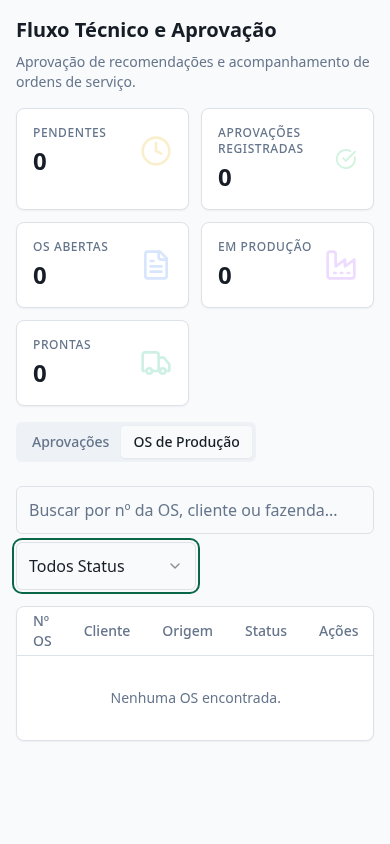 Fluxo Técnico e Aprovação
Aprovação de recomendações e acompanhamento de
ordens de serviço.
PENDENTES
0
APROVAÇÕES
REGISTRADAS
0
OS ABERTAS
0
EM PRODUÇÃO
0
PRONTAS
0
Aprovações
OS de Produção
Buscar por nº da OS, cliente ou fazenda...
Todos Status
Nº
OS
Cliente
Origem
Status
Ações
Nenhuma OS encontrada.